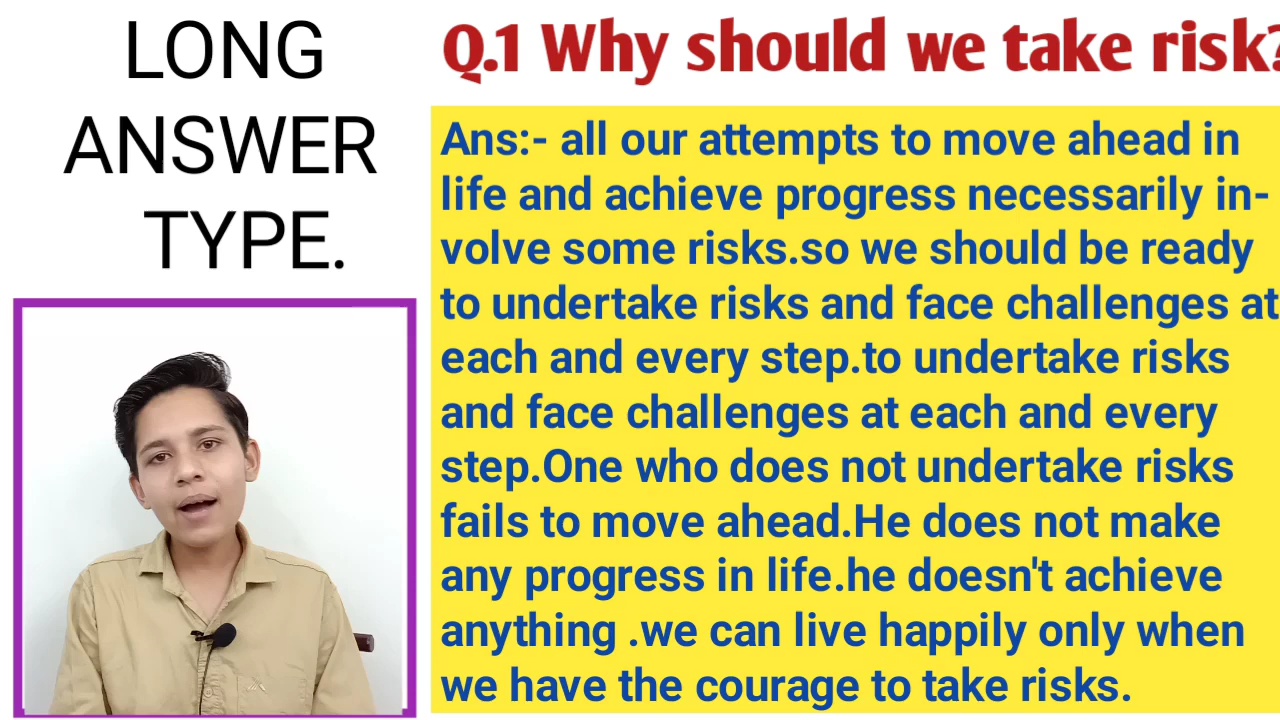 LONG
ANSWER
TYPE.
Q.1 Why should we take risk?
Ans:- all our attempts to move ahead in
life and achieve progress necessarily in-
volve some risks.so we should be ready
to undertake risks and face challenges at
each and every step.to undertake risks
and face challenges at each and every
step.One who does not undertake risks
fails to move ahead.He does not make
any progress in life.he doesn't achieve
anything .we can live happily only when
we have the courage to take risks.